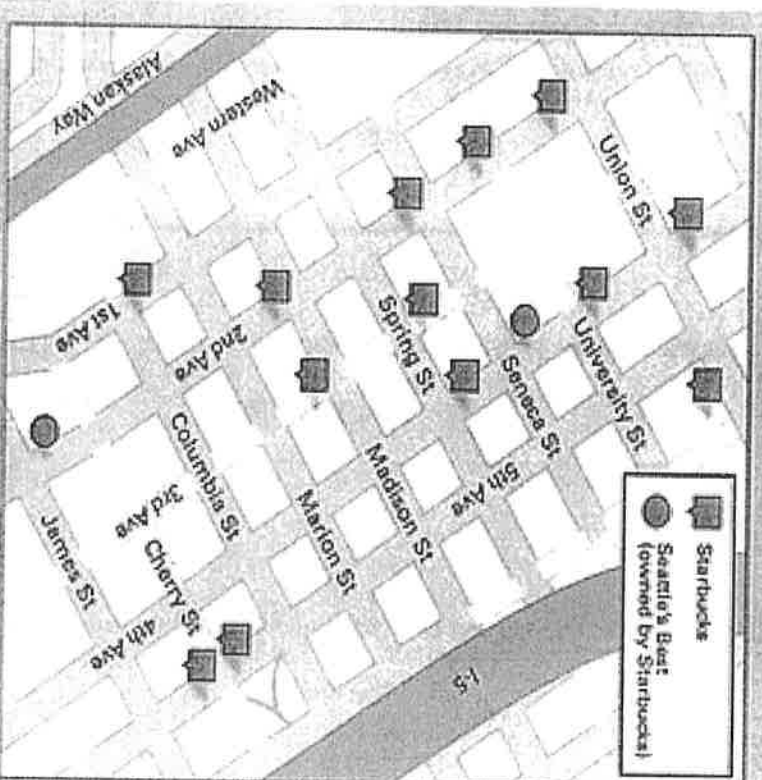 Starbucks
Seattle's Best
(owned by Starbucks)
Union St
University St
Seneca St
Spring St
Madison St
Marion St
Columbia St
Cherry St
James St
Western Ave
Alaskan Way
1st Ave
2nd Ave
3rd Ave
4th Ave
5th Ave
I-5